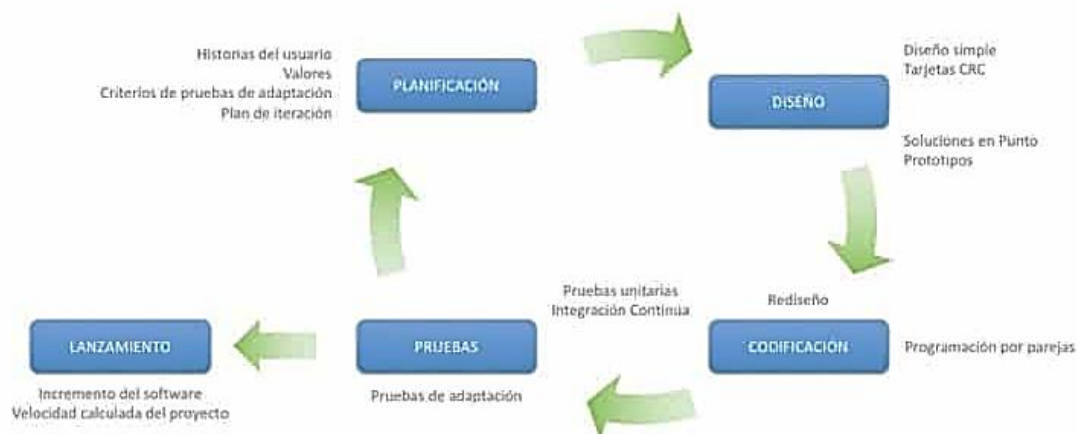 Historias del usuario
Valores
Criterios de pruebas de adaptación
Plan de iteración
PLANIFICACIÓN
Diseño simple
Tarjetas CRC
DISEÑO
Soluciones en Punto
Prototipos
Pruebas unitarias
Integración Continua
Rediseño
LANZAMIENTO
PRUEBAS
CODIFICACIÓN
Programación por parejas
Incremento del software
Velocidad calculada del proyecto
Pruebas de adaptación